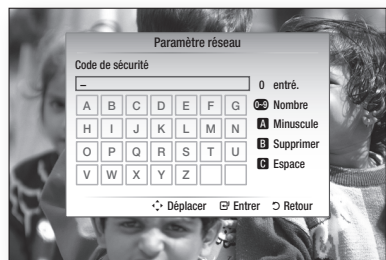 Paramètre réseau
Code de sécurité
– 0 entré.
A B C D E F G 0~9 Nombre
H I J K L M N A Minuscule
O P Q R S T U B Supprimer
V W X Y Z C Espace
Déplacer Entrer Retour